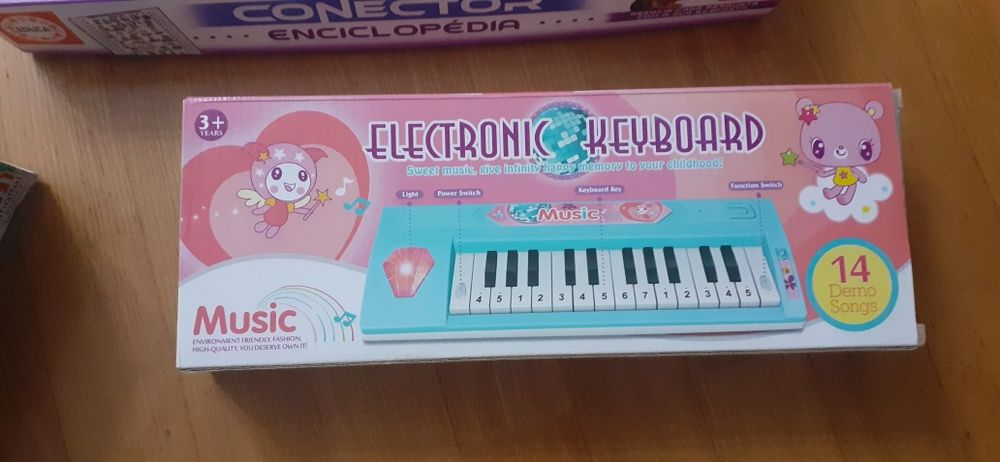 EDUCA
CONECTOR
ENCICLOPÉDIA
3+
YEARS
ELECTRONIC KEYBOARD
Sweet music, give infinity happy memory to your childhood!
Light
Power Switch
Keyboard Key
Function Switch
Music
4 5 1 2 3 4 5 6 7 1 2 3 4 5
14
Demo
Songs
Music
ENVIRONMENT FRIENDLY, FASHION,
HIGH-QUALITY, YOU DESERVE OWN IT!